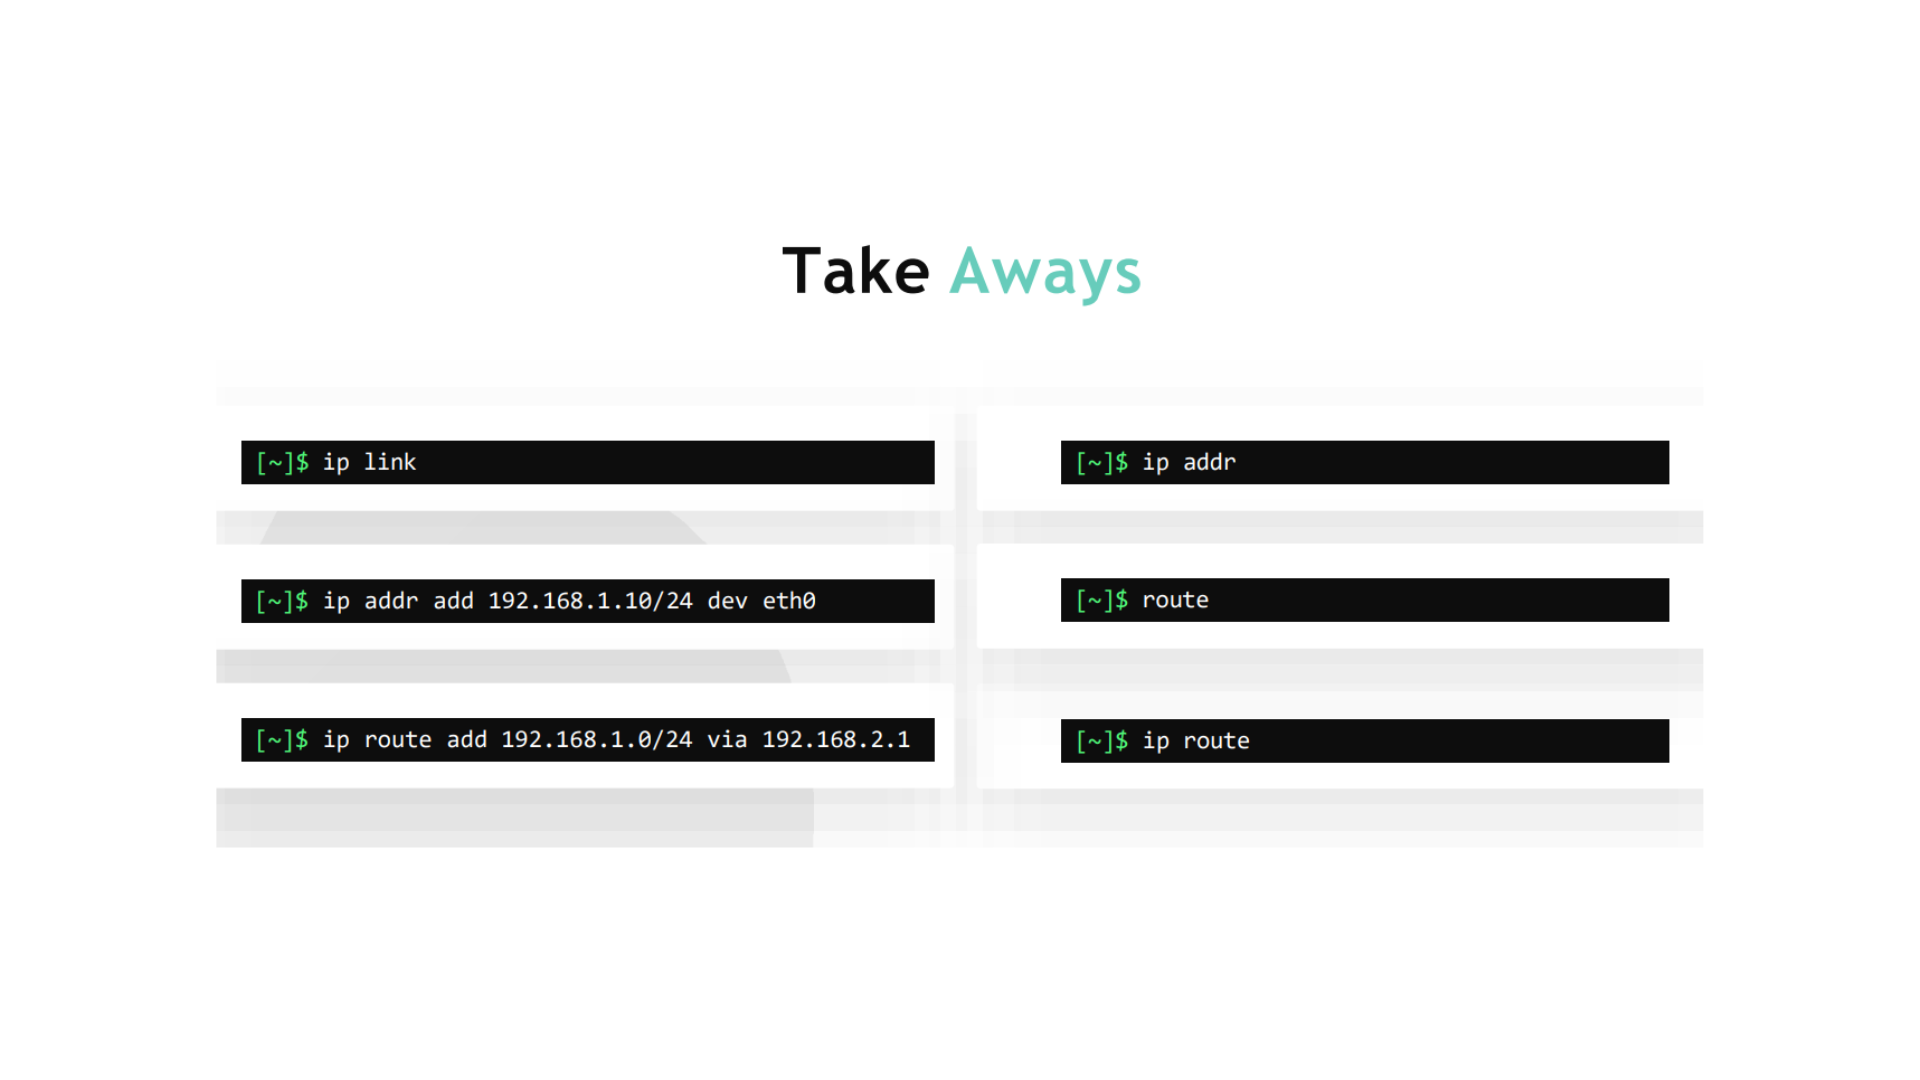 Take Aways
[~]$ ip link
[~]$ ip addr
[~]$ ip addr add 192.168.1.10/24 dev eth0
[~]$ route
[~]$ ip route add 192.168.1.0/24 via 192.168.2.1
[~]$ ip route